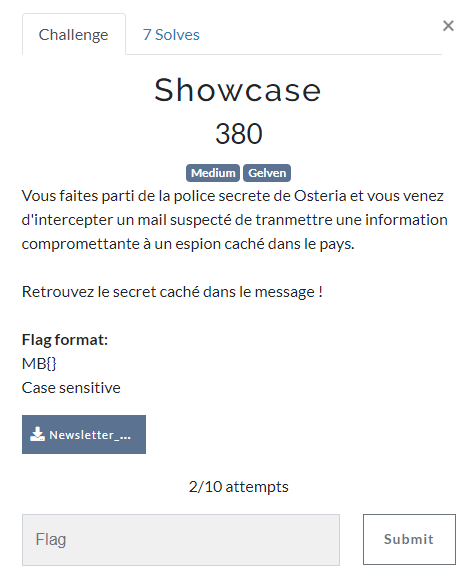 Challenge 7 Solves ×
Showcase
380
Medium Gelven
Vous faites parti de la police secrete de Osteria et vous venez
d'intercepter un mail suspecté de tranmettre une information
compromettante à un espion caché dans le pays.
Retrouvez le secret caché dans le message !
Flag format:
MB{}
Case sensitive
Newsletter_...
2/10 attempts
Flag Submit